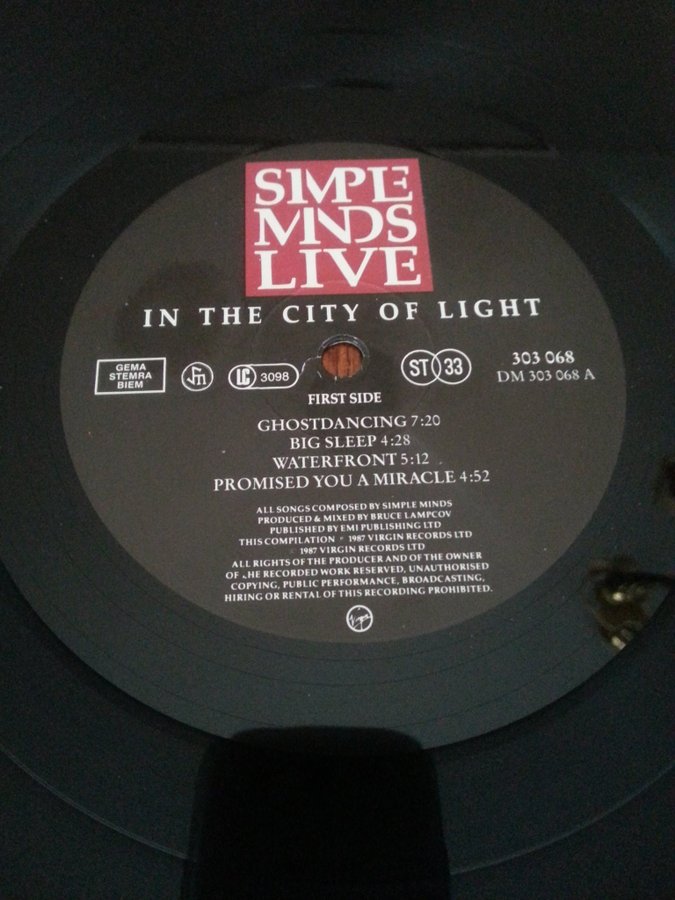 SIMPLE
MINDS
LIVE
IN THE CITY OF LIGHT
GEMA
STEMRA
BIEM
LC 3098
ST 33
303 068
DM 303 068 A
FIRST SIDE
GHOSTDANCING 7:20
BIG SLEEP 4:28
WATERFRONT 5:12
PROMISED YOU A MIRACLE 4:52
ALL SONGS COMPOSED BY SIMPLE MINDS
PRODUCED & MIXED BY BRUCE LAMPCOV
PUBLISHED BY EMI PUBLISHING LTD
THIS COMPILATION ℗ 1987 VIRGIN RECORDS LTD
© 1987 VIRGIN RECORDS LTD
ALL RIGHTS OF THE PRODUCER AND OF THE OWNER
OF HE RECORDED WORK RESERVED, UNAUTHORISED
COPYING, PUBLIC PERFORMANCE, BROADCASTING,
HIRING OR RENTAL OF THIS RECORDING PROHIBITED.
Virgin